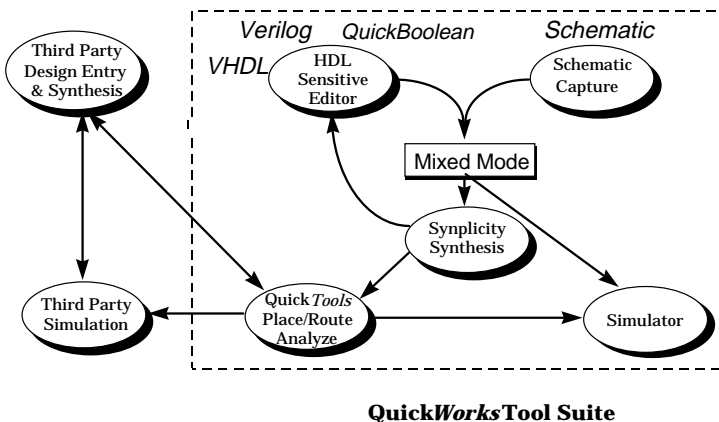 Verilog
QuickBoolean
Schematic
VHDL
Third Party
Design Entry
& Synthesis
HDL
Sensitive
Editor
Schematic
Capture
Mixed Mode
Synplicity
Synthesis
Third Party
Simulation
QuickTools
Place/Route
Analyze
Simulator
QuickWorks Tool Suite